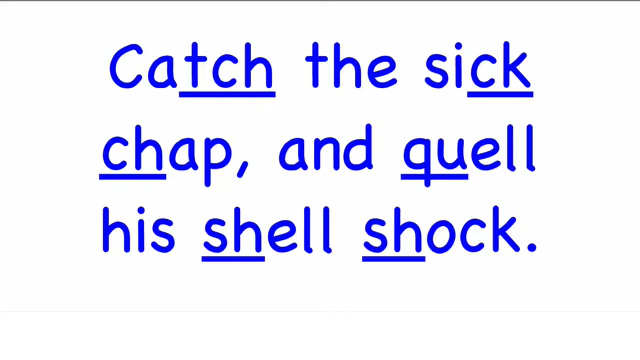 Catch the sick
chap, and quell
his shell shock.